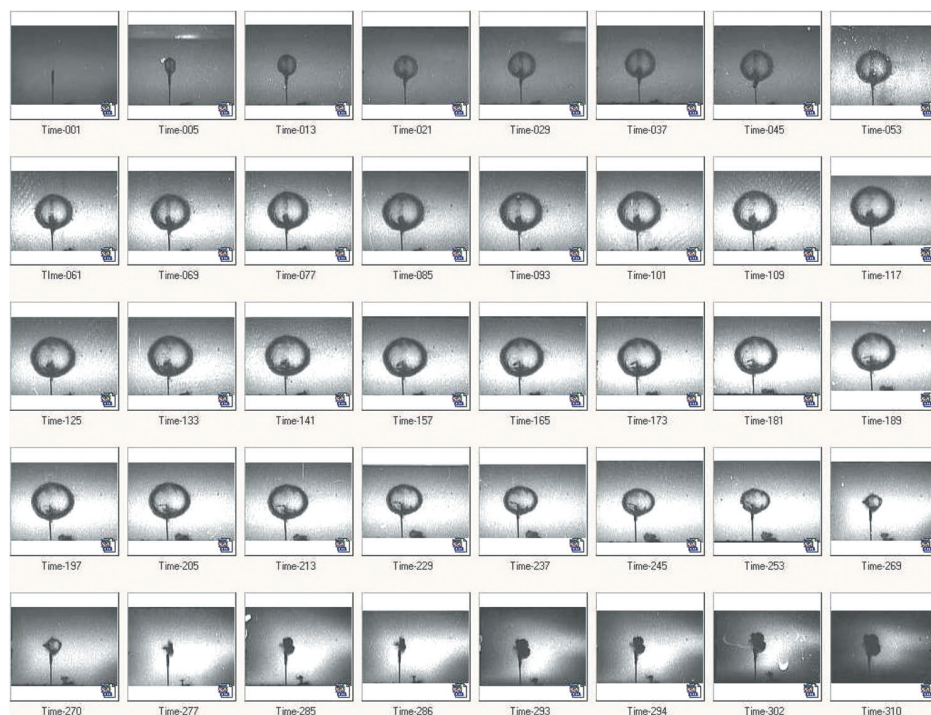 Time-001 Time-005 Time-013 Time-021 Time-029 Time-037 Time-045 Time-053
TIme-061 Time-069 Time-077 Time-085 Time-093 Time-101 Time-109 Time-117
Time-125 Time-133 Time-141 Time-157 Time-165 Time-173 Time-181 Time-189
Time-197 Time-205 Time-213 Time-229 Time-237 Time-245 Time-253 Time-269
Time-270 Time-277 Time-285 Time-286 Time-293 Time-294 Time-302 Time-310